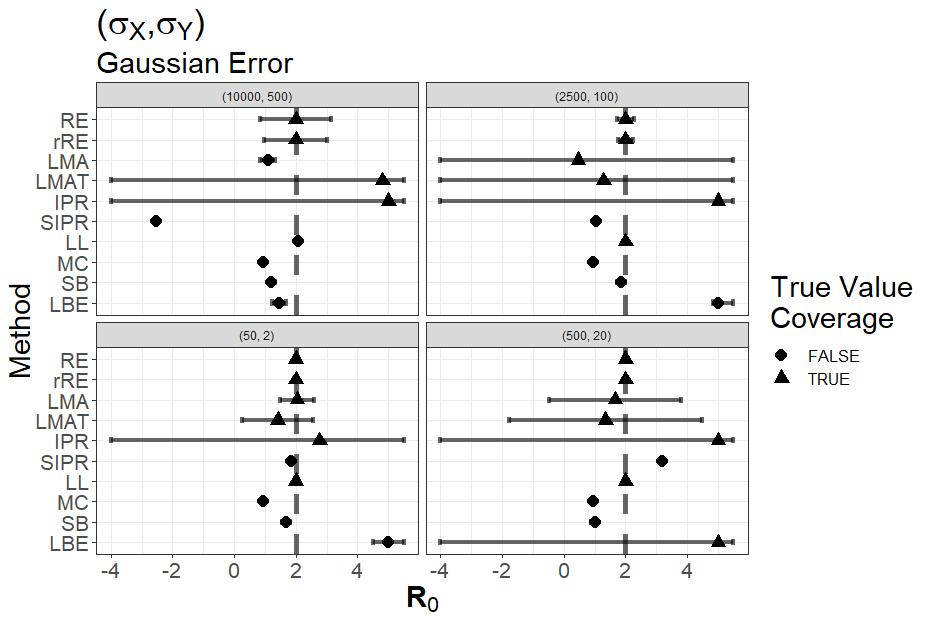 (σX,σY)
Gaussian Error
(10000, 500)
(2500, 100)
RE
rRE
LMA
LMAT
IPR
SIPR
LL
MC
SB
LBE
(50, 2)
(500, 20)
RE
rRE
LMA
LMAT
IPR
SIPR
LL
MC
SB
LBE
-4 -2 0 2 4
-4 -2 0 2 4
R0
Method
True Value
Coverage
FALSE
TRUE